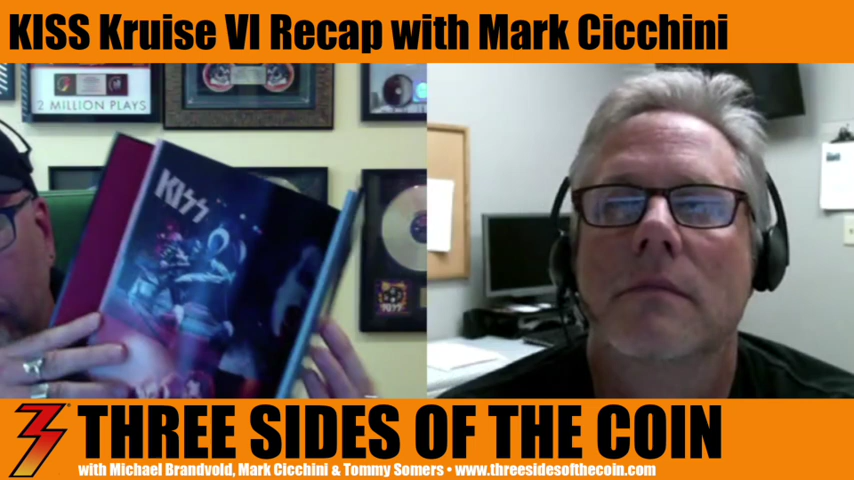 KISS Kruise VI Recap with Mark Cicchini
2 MILLION PLAYS
KISS
KISS
THREE SIDES OF THE COIN
with Michael Brandvold, Mark Cicchini & Tommy Somers • www.threesidesofthecoin.com